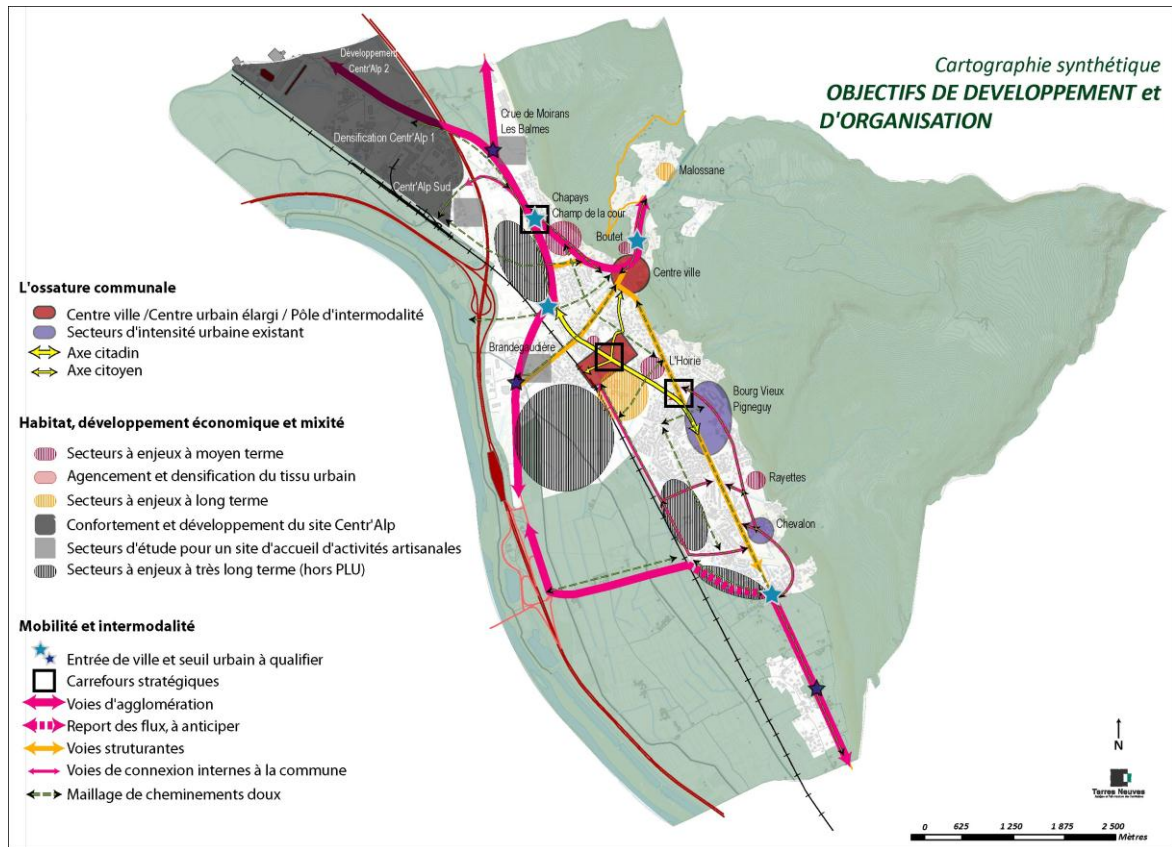 Cartographie synthétique
OBJECTIFS DE DEVELOPPEMENT et
D'ORGANISATION
Developpement
Centr'Alp 2
Crue de Moirans
Les Balmes
Densification Centr'Alp 1
Malossane
Centr'Alp Sud
Chapays
Champ de la cour
Boutet
Centre ville
Brandegaudière
L'Hoirie
Bourg Vieux
Pigneguy
Rayettes
Chevalon
L'ossature communale
Centre ville /Centre urbain élargi / Pôle d'intermodalité
Secteurs d'intensité urbaine existant
Axe citadin
Axe citoyen
Habitat, développement économique et mixité
Secteurs à enjeux à moyen terme
Agencement et densification du tissu urbain
Secteurs à enjeux à long terme
Confortement et développement du site Centr'Alp
Secteurs d'étude pour un site d'accueil d'activités artisanales
Secteurs à enjeux à très long terme (hors PLU)
Mobilité et intermodalité
Entrée de ville et seuil urbain à qualifier
Carrefours stratégiques
Voies d'agglomération
Report des flux, à anticiper
Voies struturantes
Voies de connexion internes à la commune
Maillage de cheminements doux
N
Terres Neuves
0 625 1 250 1 875 2 500
Mètres